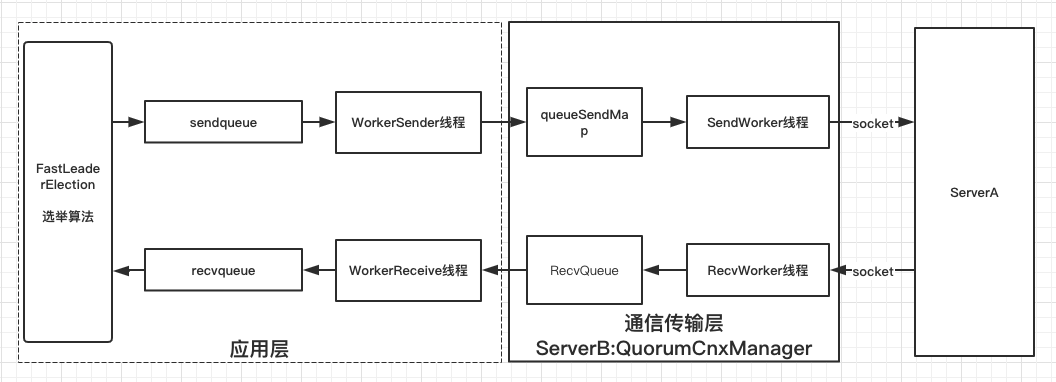 FastLeade
rElection
选举算法
sendqueue
WorkerSender线程
queueSendMa
p
SendWorker线程
socket
ServerA
recvqueue
WorkerReceive线程
RecvQueue
RecvWorker线程
socket
应用层
通信传输层
ServerB:QuorumCnxManager